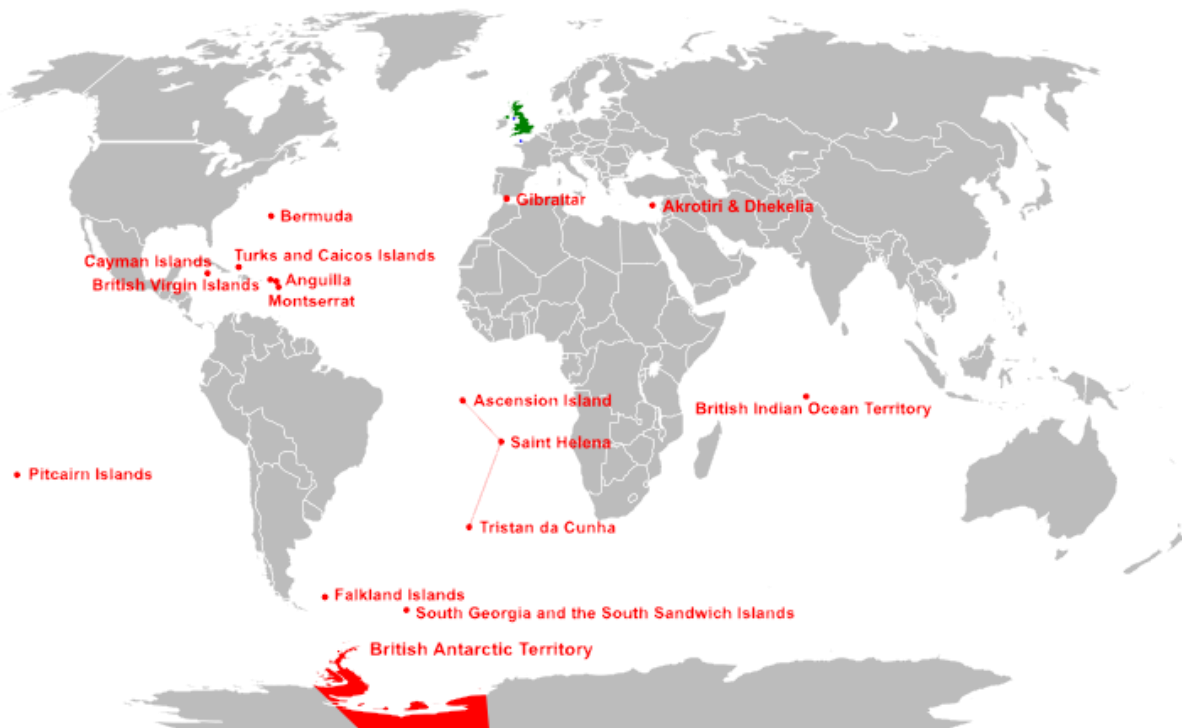 Gibraltar
Akrotiri & Dhekelia
Bermuda
Turks and Caicos Islands
Cayman Islands
British Virgin Islands
Anguilla
Montserrat
Ascension Island
British Indian Ocean Territory
Saint Helena
Pitcairn Islands
Tristan da Cunha
Falkland Islands
South Georgia and the South Sandwich Islands
British Antarctic Territory